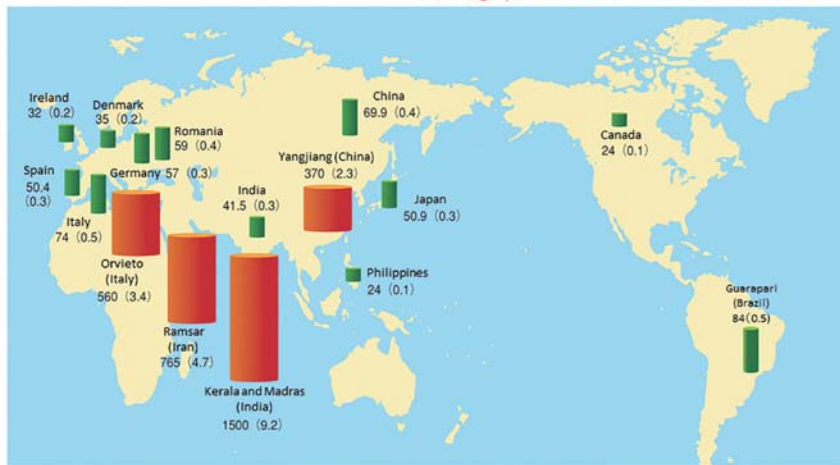 Ireland
32（0.2）
Denmark
35（0.2）
Romania
59（0.4）
China
69.9（0.4）
Canada
24（0.1）
Spain
50.4
（0.3）
Germany 57（0.3）
Yangjiang (China)
370（2.3）
India
41.5（0.3）
Japan
50.9（0.3）
Italy
74（0.5）
Orvieto
(Italy)
560（3.4）
Philippines
24（0.1）
Guarapari
(Brazil)
84(0.5)
Ramsar
(Iran)
765（4.7）
Kerala and Madras
(India)
1500（9.2）